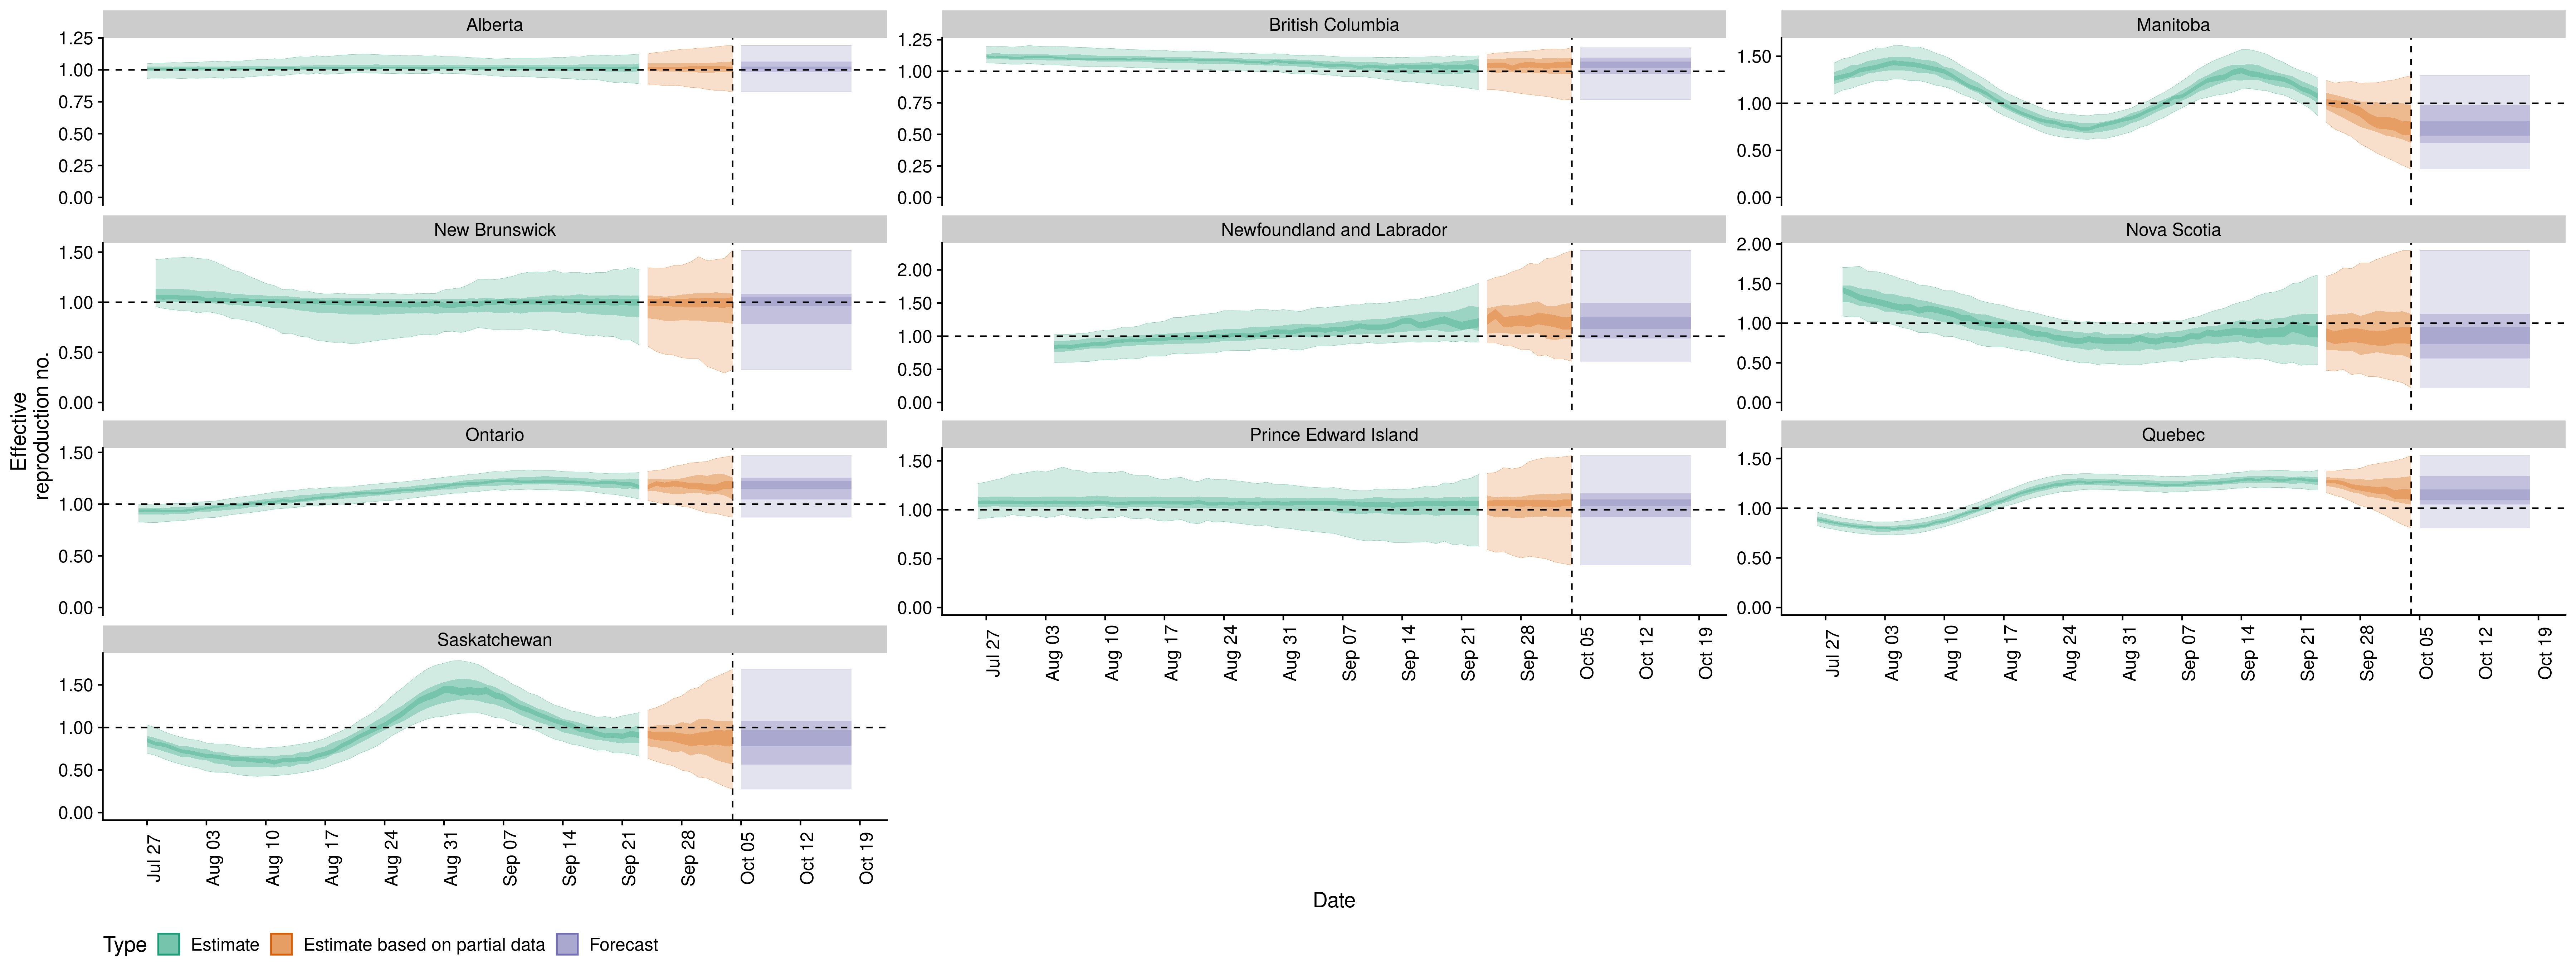 Alberta
British Columbia
Manitoba
1.25
1.00
0.75
0.50
0.25
0.00
1.25
1.00
0.75
0.50
0.25
0.00
1.50
1.00
0.50
0.00
New Brunswick
Newfoundland and Labrador
Nova Scotia
1.50
1.00
0.50
0.00
2.00
1.50
1.00
0.50
0.00
2.00
1.50
1.00
0.50
0.00
Effective
reproduction no.
Ontario
Prince Edward Island
Quebec
1.50
1.00
0.50
0.00
1.50
1.00
0.50
0.00
1.50
1.00
0.50
0.00
Jul 27
Aug 03
Aug 10
Aug 17
Aug 24
Aug 31
Sep 07
Sep 14
Sep 21
Sep 28
Oct 05
Oct 12
Oct 19
Jul 27
Aug 03
Aug 10
Aug 17
Aug 24
Aug 31
Sep 07
Sep 14
Sep 21
Sep 28
Oct 05
Oct 12
Oct 19
Saskatchewan
1.50
1.00
0.50
0.00
Jul 27
Aug 03
Aug 10
Aug 17
Aug 24
Aug 31
Sep 07
Sep 14
Sep 21
Sep 28
Oct 05
Oct 12
Oct 19
Date
Type Estimate Estimate based on partial data Forecast